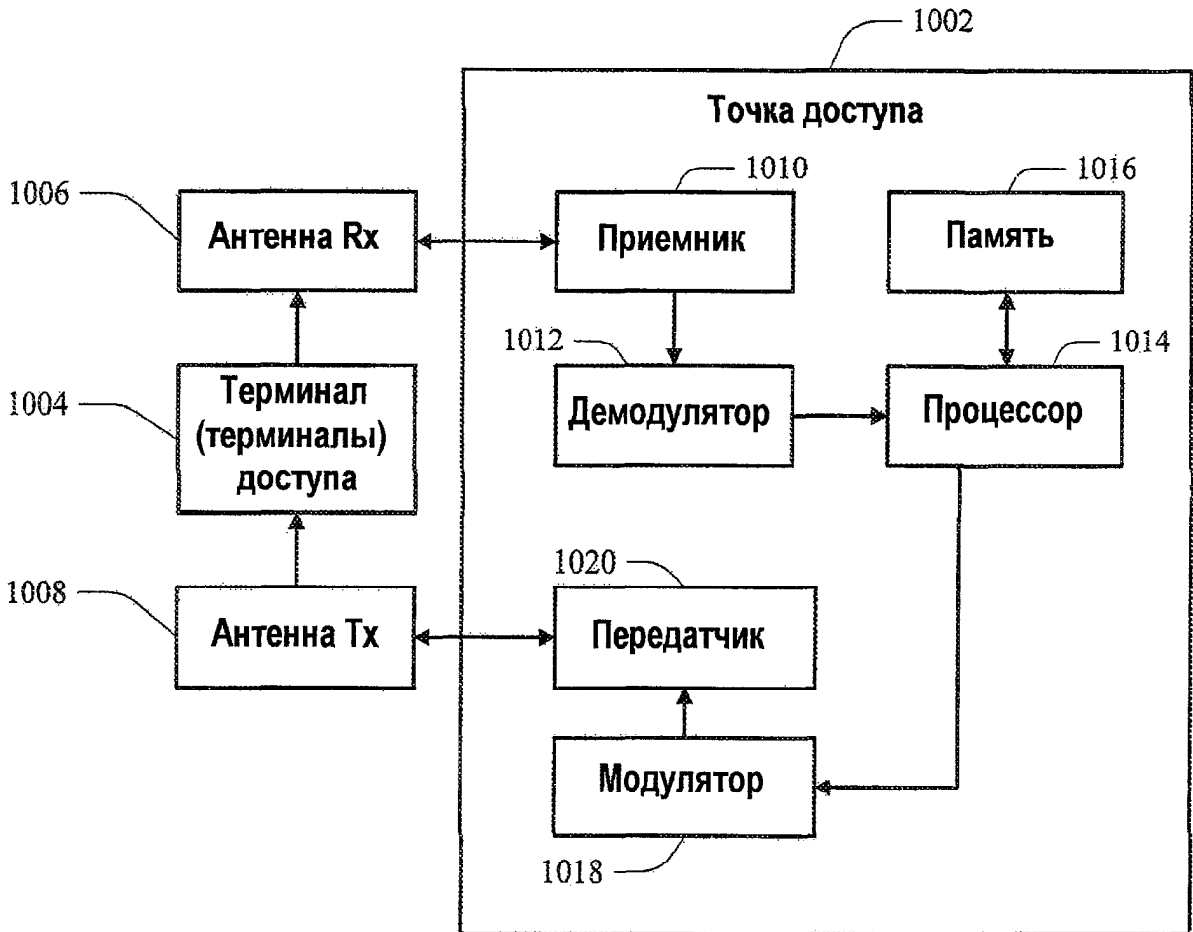 1002
Точка доступа
1006
1010
1016
Антенна Rx
Приемник
Память
1004
1012
1014
Терминал
(терминалы)
доступа
Демодулятор
Процессор
1008
1020
Антенна Tx
Передатчик
Модулятор
1018